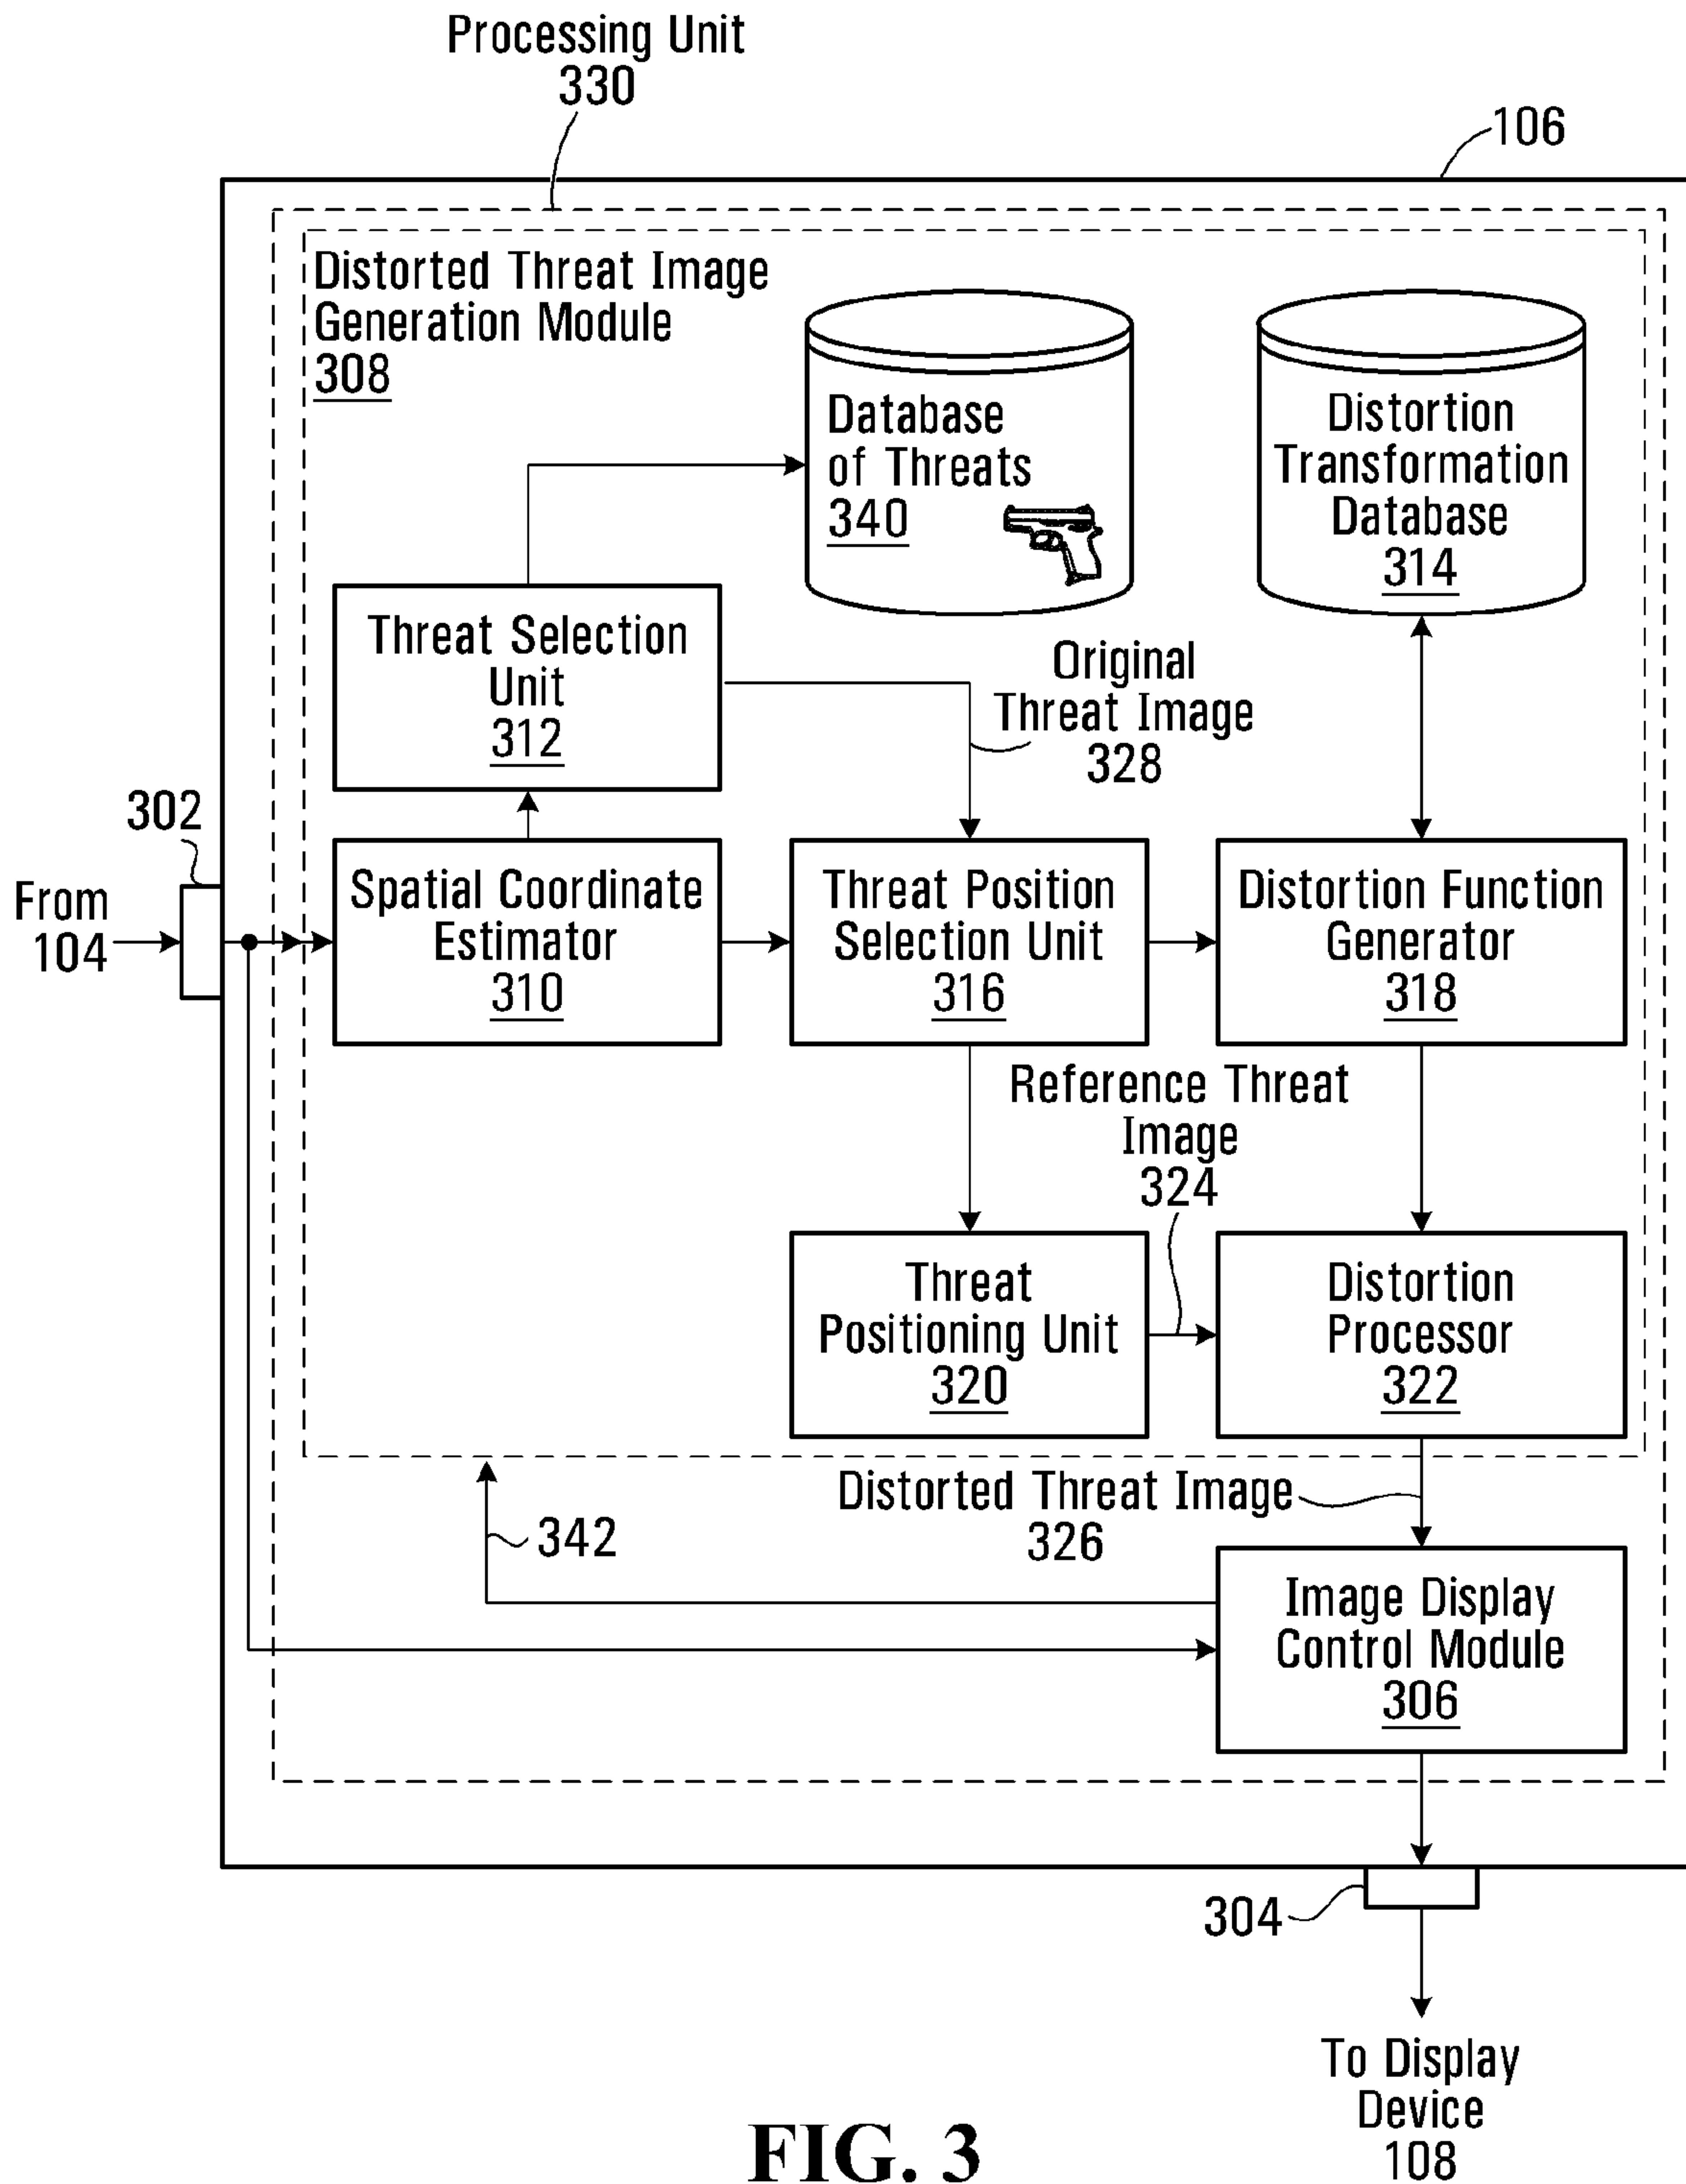 Processing Unit
330
106
Distorted Threat Image
Generation Module
308
Database
of Threats
340
Distortion
Transformation
Database
314
Threat Selection
Unit
312
Original
Threat Image
328
302
From
104
Spatial Coordinate
Estimator
310
Threat Position
Selection Unit
316
Distortion Function
Generator
318
Reference Threat
Image
324
Threat
Positioning Unit
320
Distortion
Processor
322
Distorted Threat Image
326
342
Image Display
Control Module
306
304
To Display
Device
108
FIG. 3